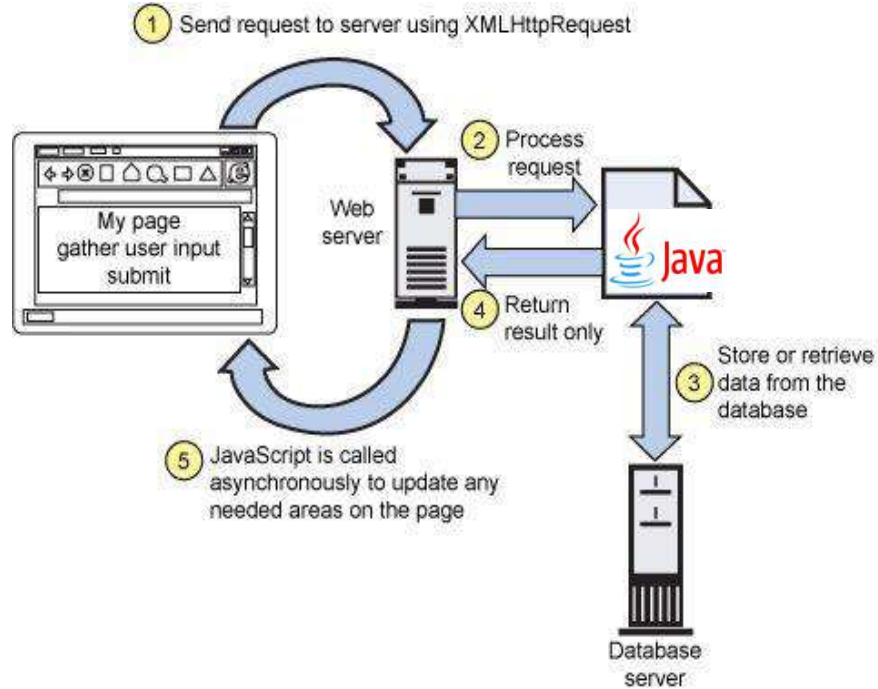 1 Send request to server using XMLHttpRequest
2 Process
request
My page
gather user input
submit
Web
server
Java
4 Return
result only
3 Store or retrieve
data from the
database
5 JavaScript is called
asynchronously to update any
needed areas on the page
Database
server